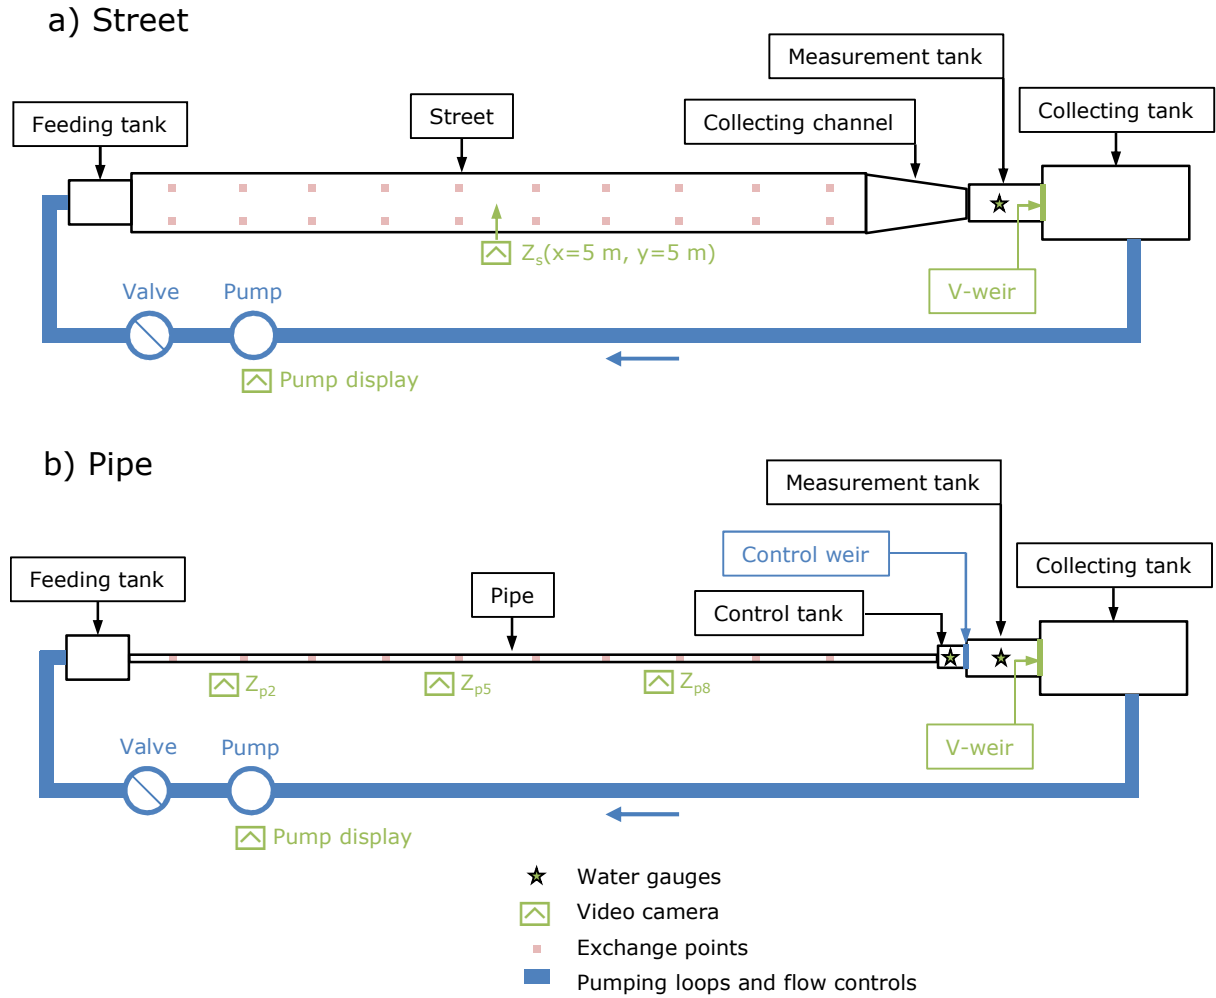 a) Street
Measurement tank
Feeding tank
Street
Collecting channel
Collecting tank
Zs(x=5 m, y=5 m)
V-weir
Valve
Pump
Pump display
b) Pipe
Measurement tank
Control weir
Feeding tank
Pipe
Control tank
Collecting tank
Zp2
Zp5
Zp8
V-weir
Valve
Pump
Pump display
Water gauges
Video camera
Exchange points
Pumping loops and flow controls